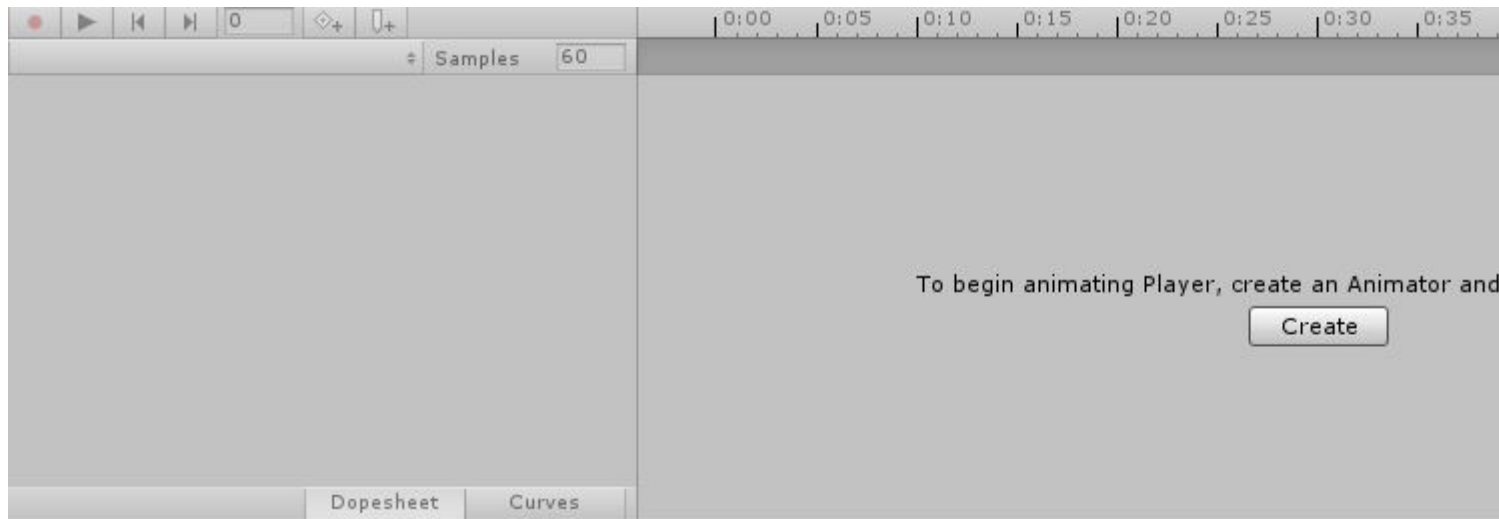 0 0:00 0:05 0:10 0:15 0:20 0:25 0:30 0:35
Samples 60
To begin animating Player, create an Animator and
Create
Dopesheet Curves